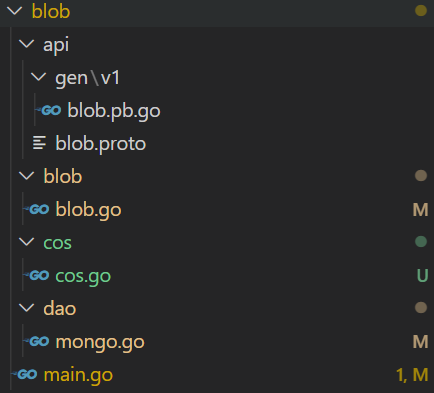 blob
api
gen\v1
GO blob.pb.go
blob.proto
blob
GO blob.go M
cos
GO cos.go U
dao
GO mongo.go M
GO main.go 1, M